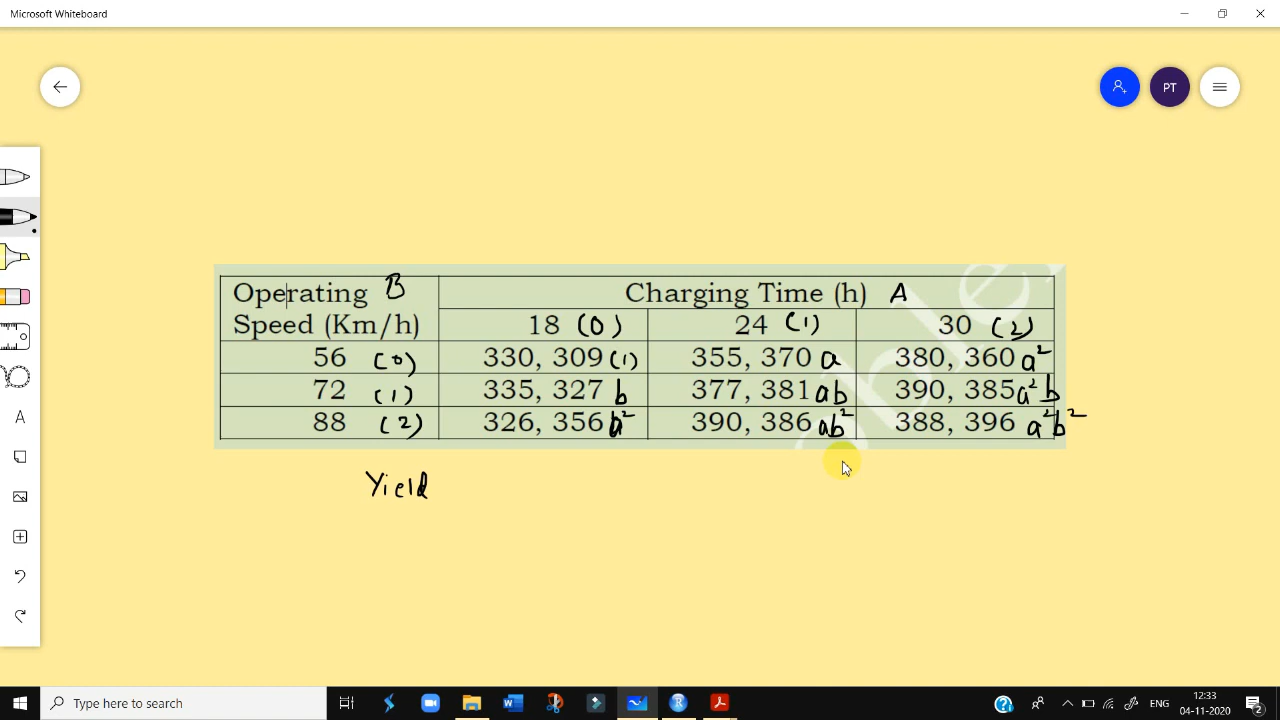 Microsoft Whiteboard
PT
Operating B Charging Time (h) A
Speed (Km/h) 18 (0) 24 (1) 30 (2)
56 (0) 330, 309 (1) 355, 370 a 380, 360 a²
72 (1) 335, 327 b 377, 381 ab 390, 385 a²b
88 (2) 326, 356 390, 386 ab² 388, 396 a²b²
Yield
A
Type here to search
ENG
12:33
04-11-2020
2